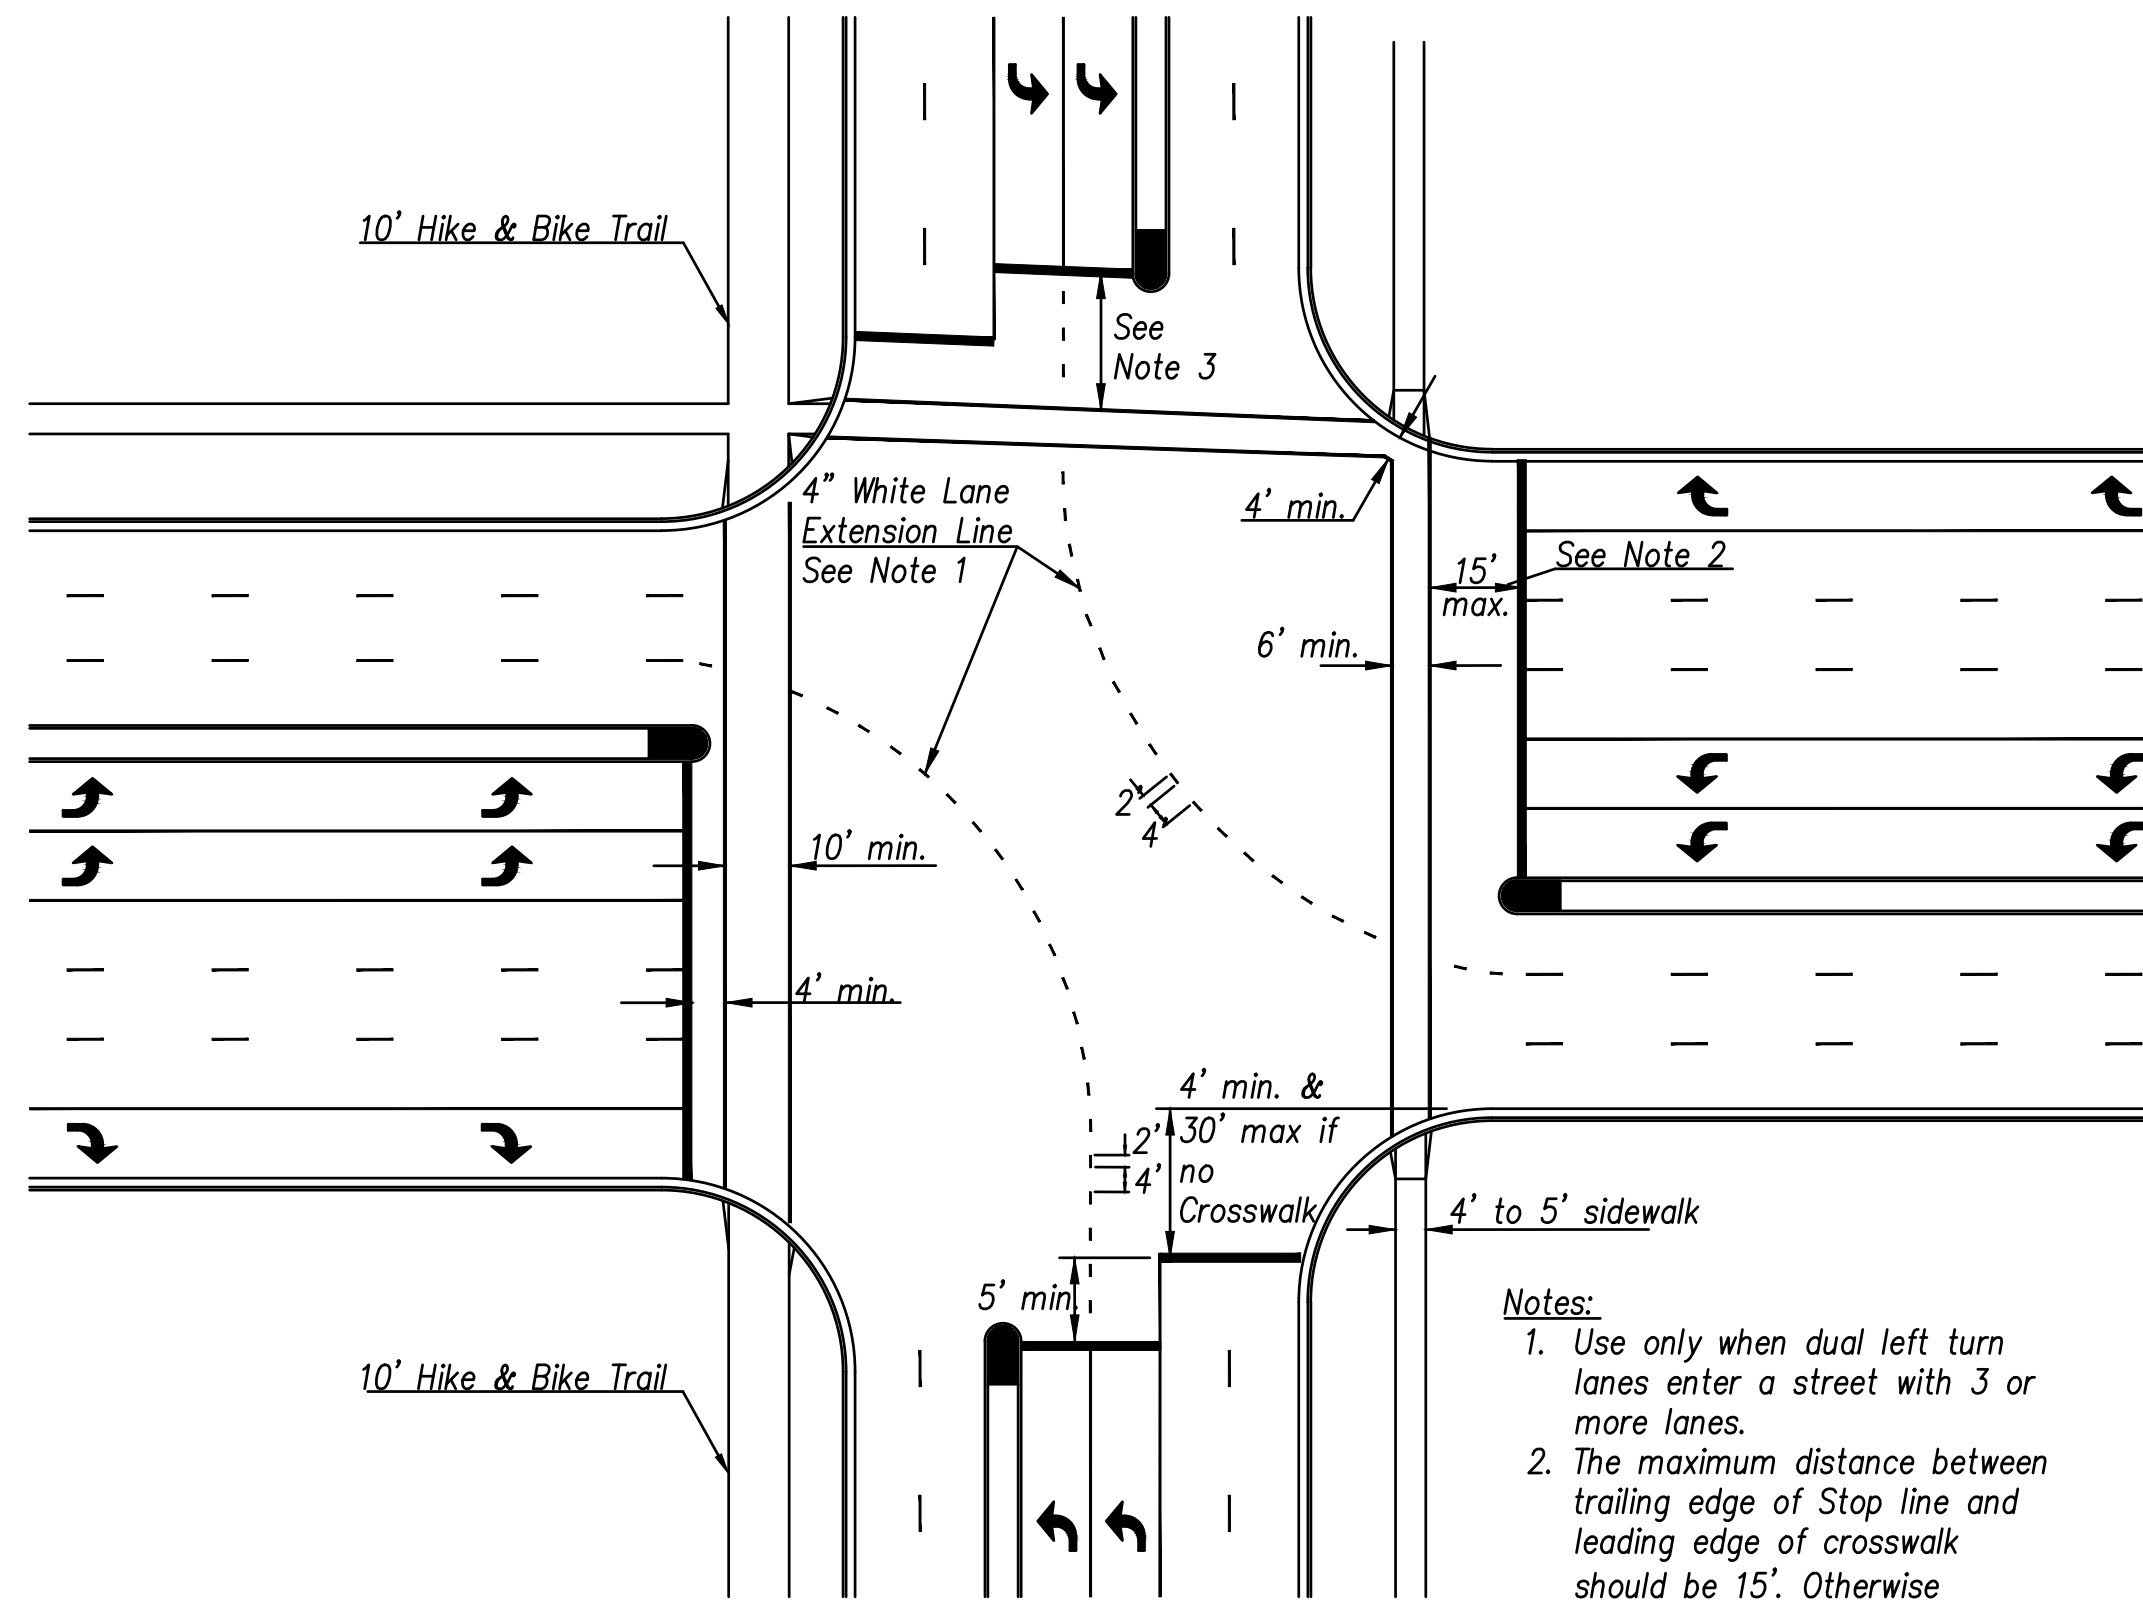 10' Hike & Bike Trail
See
Note 3
4" White Lane
Extension Line
See Note 1
4' min.
15'
max.
See Note 2
6' min.
2'
4'
10' min.
4' min.
4' min. &
30' max if
no
Crosswalk
2'
4'
5' min.
4' to 5' sidewalk
10' Hike & Bike Trail
Notes:
1. Use only when dual left turn
lanes enter a street with 3 or
more lanes.
2. The maximum distance between
trailing edge of Stop line and
leading edge of crosswalk
should be 15'. Otherwise